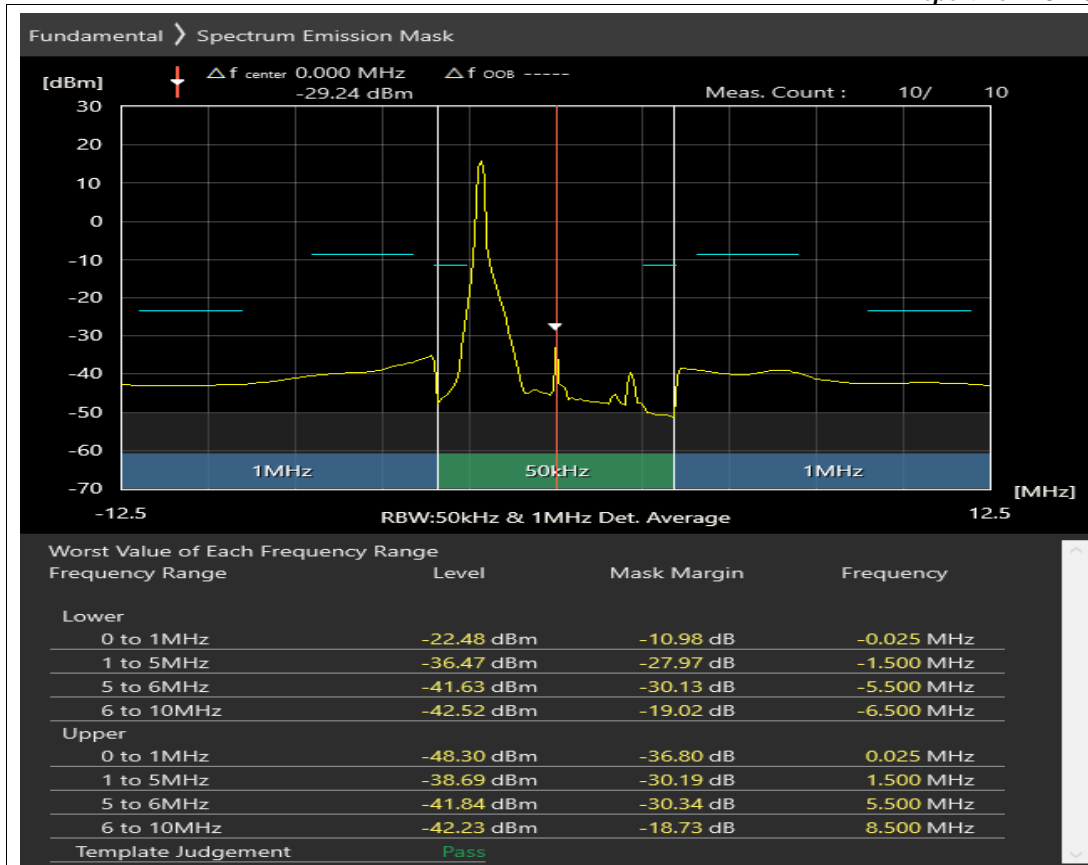 Fundamental 〉 Spectrum Emission Mask
[dBm] △ f center 0.000 MHz △ f OOB -----
-29.24 dBm Meas. Count : 10/ 10
30
20
10
0
-10
-20
-30
-40
-50
-60
1MHz 50kHz 1MHz
-70
[MHz]
-12.5 RBW:50kHz & 1MHz Det. Average 12.5
Worst Value of Each Frequency Range
Frequency Range Level Mask Margin Frequency
Lower
0 to 1MHz -22.48 dBm -10.98 dB -0.025 MHz
1 to 5MHz -36.47 dBm -27.97 dB -1.500 MHz
5 to 6MHz -41.63 dBm -30.13 dB -5.500 MHz
6 to 10MHz -42.52 dBm -19.02 dB -6.500 MHz
Upper
0 to 1MHz -48.30 dBm -36.80 dB 0.025 MHz
1 to 5MHz -38.69 dBm -30.19 dB 1.500 MHz
5 to 6MHz -41.84 dBm -30.34 dB 5.500 MHz
6 to 10MHz -42.23 dBm -18.73 dB 8.500 MHz
Template Judgement Pass